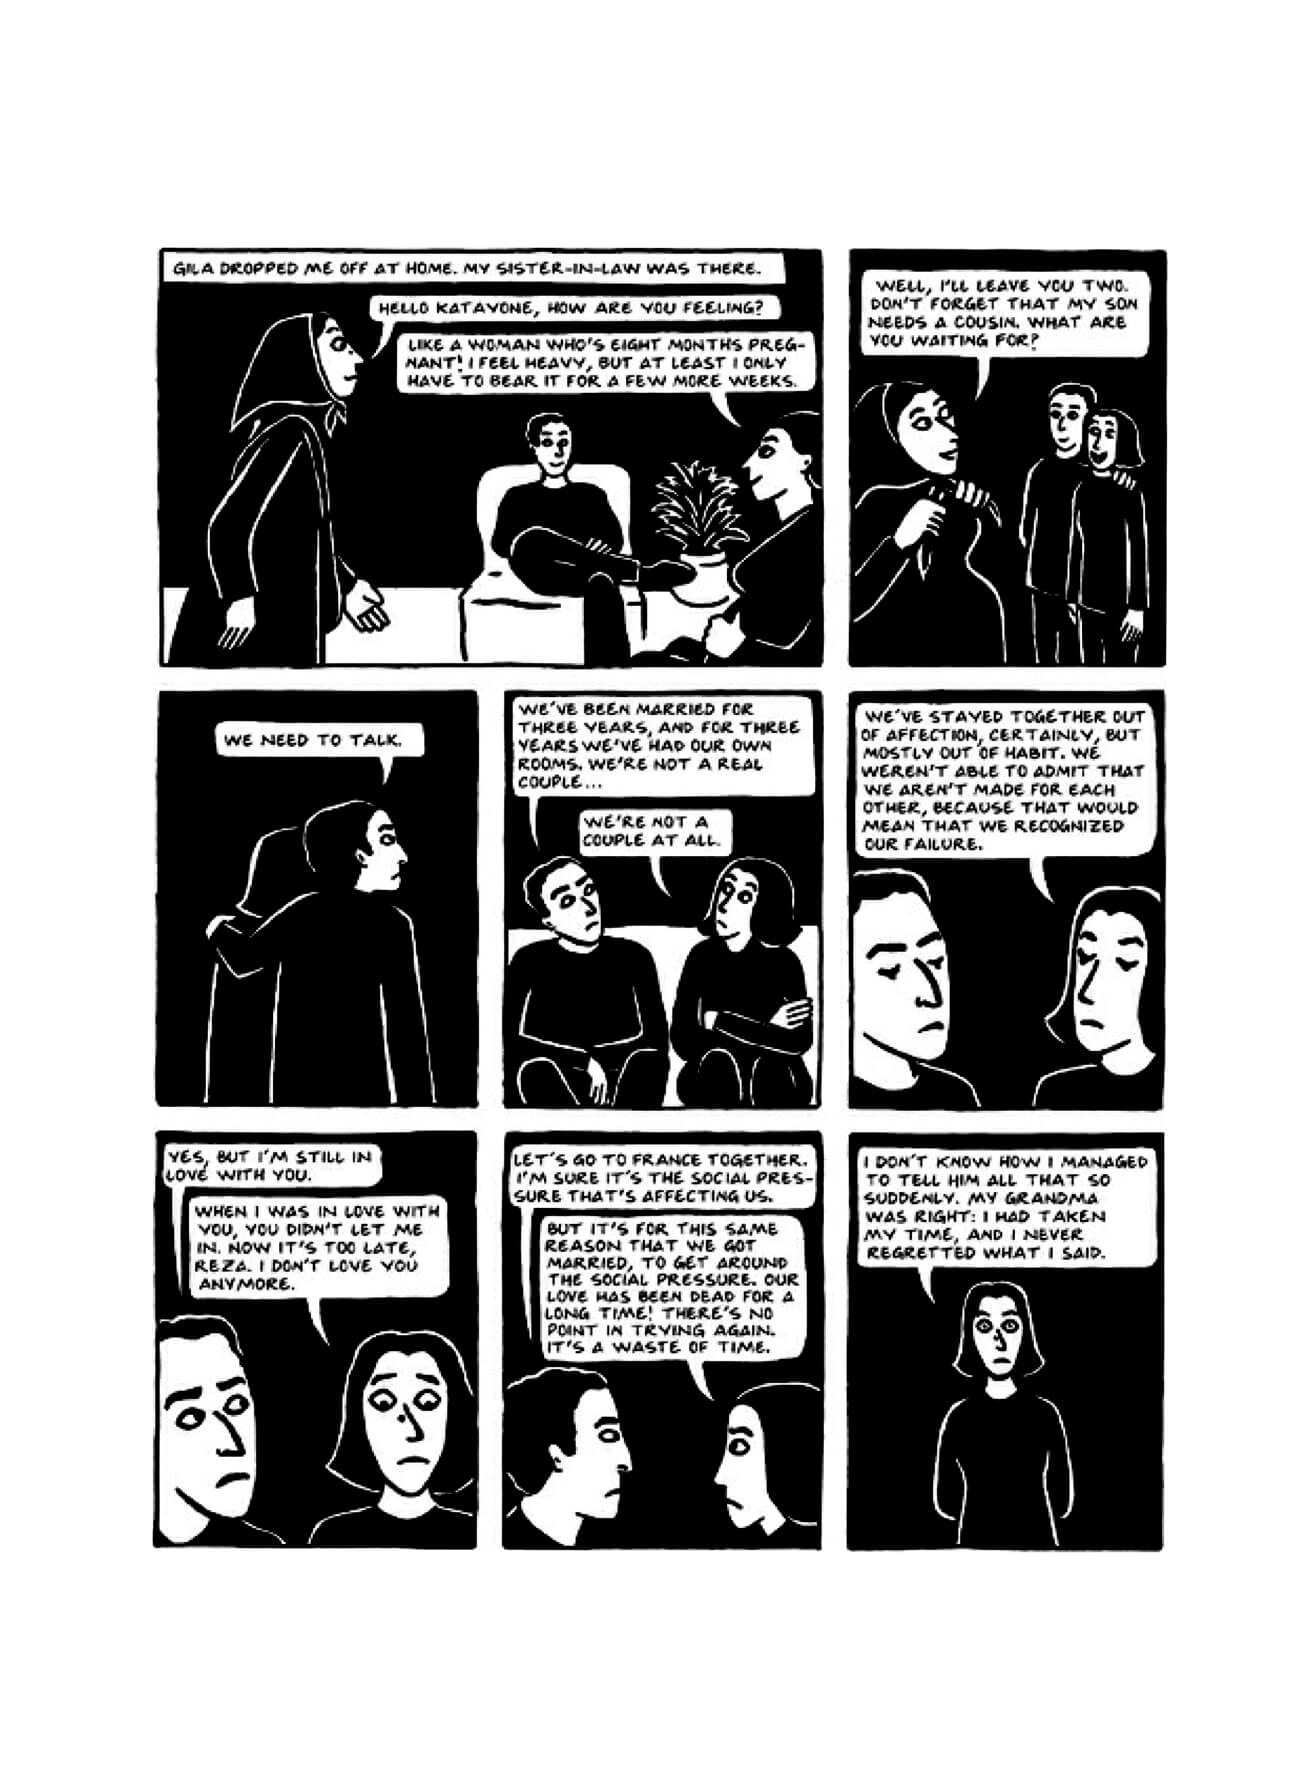 GILA DROPPED ME OFF AT HOME. MY SISTER-IN-LAW WAS THERE.
HELLO KATAYONE, HOW ARE YOU FEELING?
LIKE A WOMAN WHO'S EIGHT MONTHS PREG-
NANT! I FEEL HEAVY, BUT AT LEAST I ONLY
HAVE TO BEAR IT FOR A FEW MORE WEEKS.
WELL, I'LL LEAVE YOU TWO.
DON'T FORGET THAT MY SON
NEEDS A COUSIN. WHAT ARE
YOU WAITING FOR?
WE NEED TO TALK.
WE'VE BEEN MARRIED FOR
THREE YEARS, AND FOR THREE
YEARS WE'VE HAD OUR OWN
ROOMS. WE'RE NOT A REAL
COUPLE...
WE'RE NOT A
COUPLE AT ALL.
WE'VE STAYED TOGETHER OUT
OF AFFECTION, CERTAINLY, BUT
MOSTLY OUT OF HABIT. WE
WEREN'T ABLE TO ADMIT THAT
WE AREN'T MADE FOR EACH
OTHER, BECAUSE THAT WOULD
MEAN THAT WE RECOGNIZED
OUR FAILURE.
YES, BUT I'M STILL IN
LOVE WITH YOU.
WHEN I WAS IN LOVE WITH
YOU, YOU DIDN'T LET ME
IN. NOW IT'S TOO LATE,
REZA. I DON'T LOVE YOU
ANYMORE.
LET'S GO TO FRANCE TOGETHER.
I'M SURE IT'S THE SOCIAL PRES-
SURE THAT'S AFFECTING US.
BUT IT'S FOR THIS SAME
REASON THAT WE GOT
MARRIED, TO GET AROUND
THE SOCIAL PRESSURE. OUR
LOVE HAS BEEN DEAD FOR A
LONG TIME! THERE'S NO
POINT IN TRYING AGAIN.
IT'S A WASTE OF TIME.
I DON'T KNOW HOW I MANAGED
TO TELL HIM ALL THAT SO
SUDDENLY. MY GRANDMA
WAS RIGHT: I HAD TAKEN
MY TIME, AND I NEVER
REGRETTED WHAT I SAID.